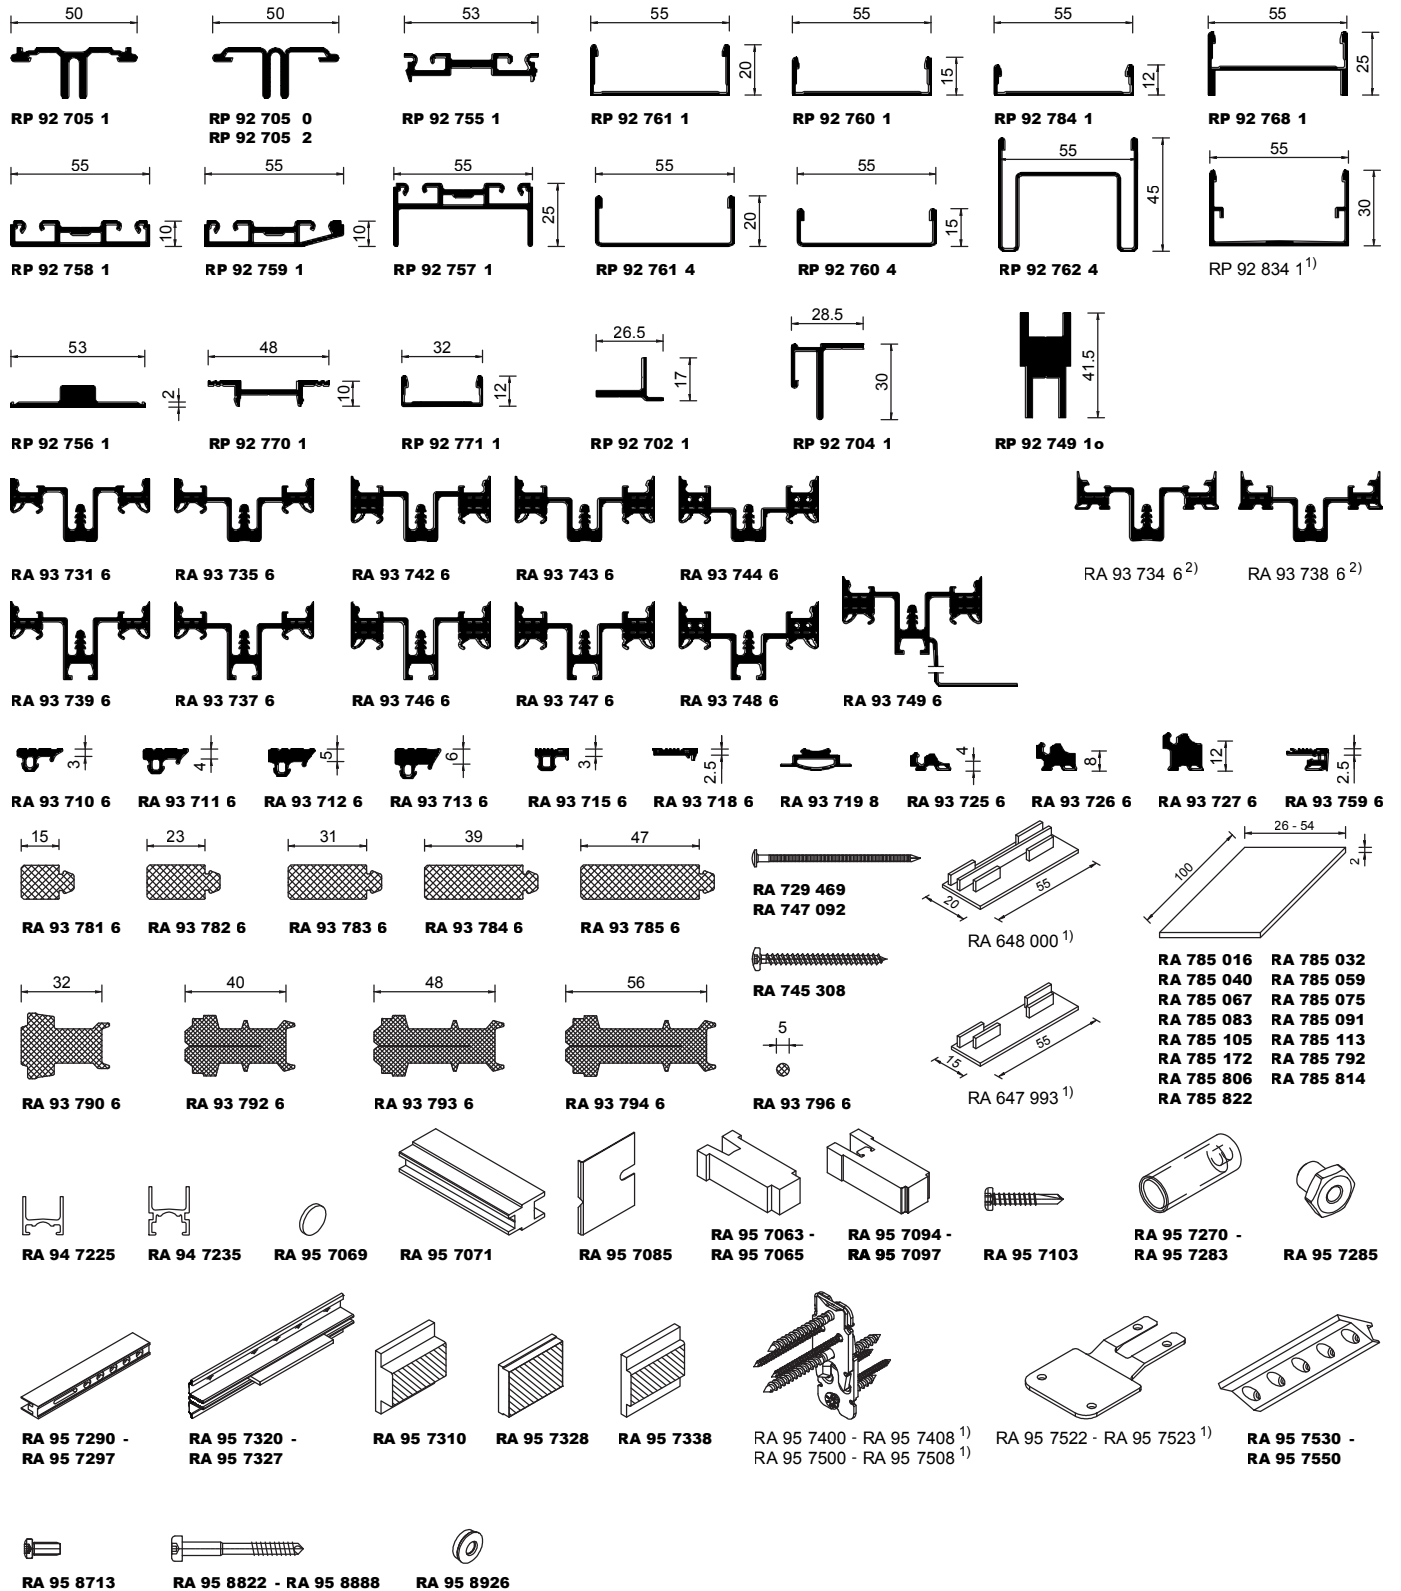 50 50 53 55 55 55 55
20 15 12 25
RP 92 705 1 RP 92 705 0 RP 92 755 1 RP 92 761 1 RP 92 760 1 RP 92 784 1 RP 92 768 1
RP 92 705 2
55 55 55 55 55 55 55
10 10 25 20 15 45 30
RP 92 758 1 RP 92 759 1 RP 92 757 1 RP 92 761 4 RP 92 760 4 RP 92 762 4 RP 92 834 1 1)
53 48 32 26.5 28.5
2 10 12 17 30 41.5
RP 92 756 1 RP 92 770 1 RP 92 771 1 RP 92 702 1 RP 92 704 1 RP 92 749 1o
RA 93 731 6 RA 93 735 6 RA 93 742 6 RA 93 743 6 RA 93 744 6 RA 93 734 6 2) RA 93 738 6 2)
RA 93 739 6 RA 93 737 6 RA 93 746 6 RA 93 747 6 RA 93 748 6 RA 93 749 6
3 4 5 6 3 2.5 4 8 12 2.5
RA 93 710 6 RA 93 711 6 RA 93 712 6 RA 93 713 6 RA 93 715 6 RA 93 718 6 RA 93 719 8 RA 93 725 6 RA 93 726 6 RA 93 727 6 RA 93 759 6
15 23 31 39 47 26 - 54
20 55 100 2
RA 93 781 6 RA 93 782 6 RA 93 783 6 RA 93 784 6 RA 93 785 6
RA 729 469
RA 747 092
RA 648 000 1)
RA 745 308
RA 785 016 RA 785 032
RA 785 040 RA 785 059
RA 785 067 RA 785 075
RA 785 083 RA 785 091
RA 785 105 RA 785 113
RA 785 172 RA 785 792
RA 785 806 RA 785 814
RA 785 822
32 40 48 56 5
15 55
RA 93 790 6 RA 93 792 6 RA 93 793 6 RA 93 794 6 RA 93 796 6 RA 647 993 1)
RA 94 7225 RA 94 7235 RA 95 7069 RA 95 7071 RA 95 7085
RA 95 7063 -
RA 95 7065
RA 95 7094 -
RA 95 7097
RA 95 7103
RA 95 7270 -
RA 95 7283
RA 95 7285
RA 95 7290 -
RA 95 7297
RA 95 7320 -
RA 95 7327
RA 95 7310 RA 95 7328 RA 95 7338
RA 95 7400 - RA 95 7408 1)
RA 95 7500 - RA 95 7508 1)
RA 95 7522 - RA 95 7523 1)
RA 95 7530 -
RA 95 7550
RA 95 8713 RA 95 8822 - RA 95 8888 RA 95 8926